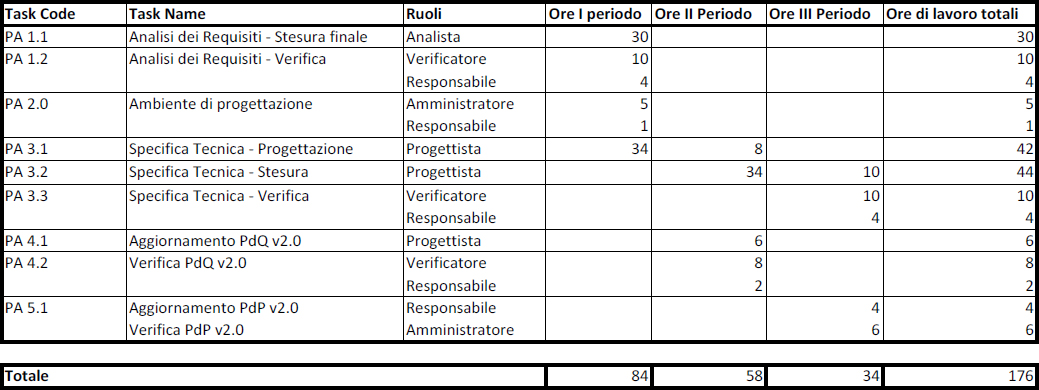 Task Code Task Name Ruoli Ore I periodo Ore II Periodo Ore III Periodo Ore di lavoro totali
PA 1.1 Analisi dei Requisiti - Stesura finale Analista 30 30
PA 1.2 Analisi dei Requisiti - Verifica Verificatore 10 10
Responsabile 4 4
PA 2.0 Ambiente di progettazione Amministratore 5 5
Responsabile 1 1
PA 3.1 Specifica Tecnica - Progettazione Progettista 34 8 42
PA 3.2 Specifica Tecnica - Stesura Progettista 34 10 44
PA 3.3 Specifica Tecnica - Verifica Verificatore 10 10
Responsabile 4 4
PA 4.1 Aggiornamento PdQ v2.0 Progettista 6 6
PA 4.2 Verifica PdQ v2.0 Verificatore 8 8
Responsabile 2 2
PA 5.1 Aggiornamento PdP v2.0 Responsabile 4 4
Verifica PdP v2.0 Amministratore 6 6
Totale 84 58 34 176